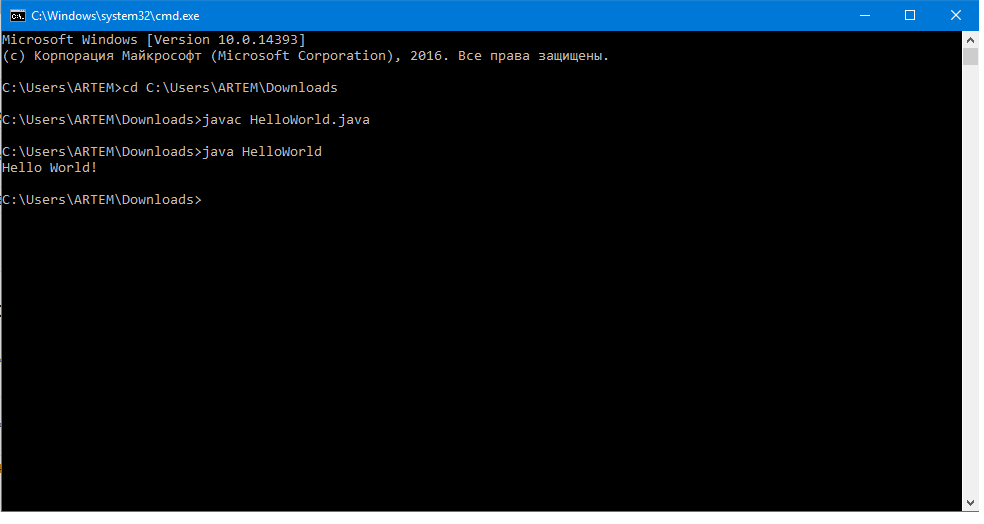 C:\Windows\system32\cmd.exe
Microsoft Windows [Version 10.0.14393]
(c) Корпорация Майкрософт (Microsoft Corporation), 2016. Все права защищены.
C:\Users\ARTEM>cd C:\Users\ARTEM\Downloads
C:\Users\ARTEM\Downloads>javac HelloWorld.java
C:\Users\ARTEM\Downloads>java HelloWorld
Hello World!
C:\Users\ARTEM\Downloads>